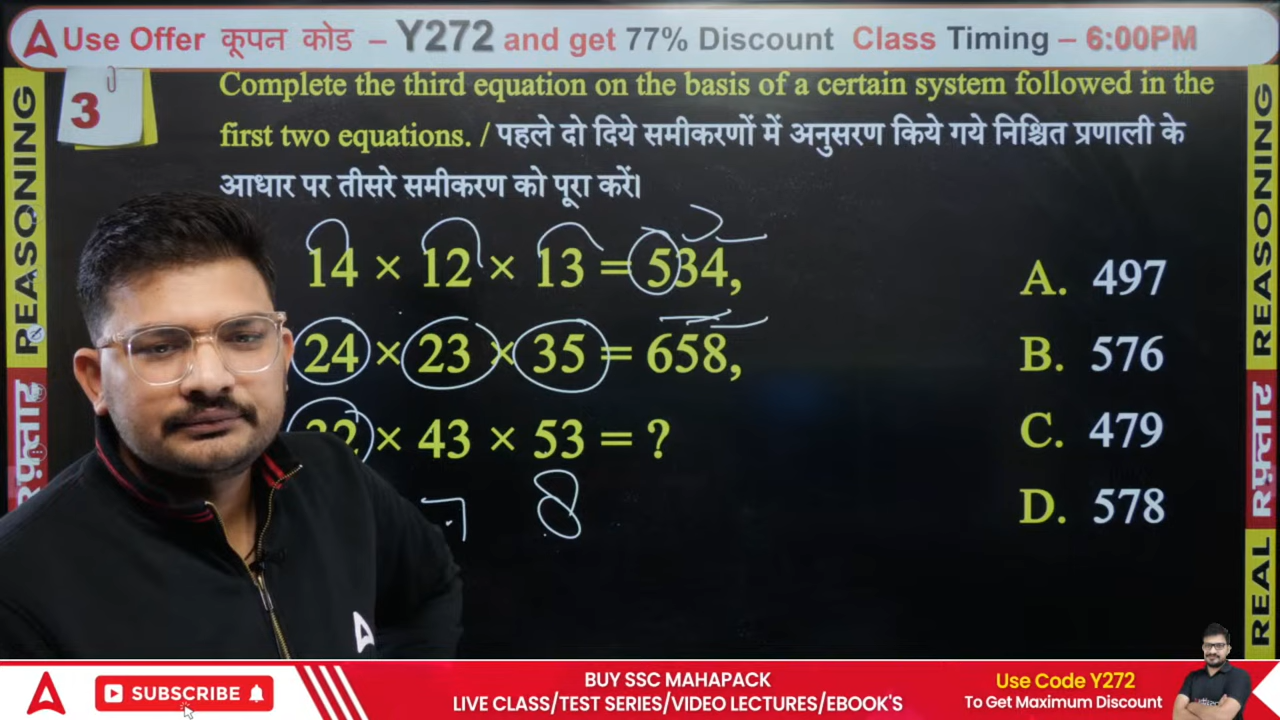 Use Offer कूपन कोड – Y272 and get 77% Discount Class Timing – 6:00PM
REASONING
3
Complete the third equation on the basis of a certain system followed in the
first two equations. / पहले दो दिये समीकरणों में अनुसरण किये गये निश्चित प्रणाली के
आधार पर तीसरे समीकरण को पूरा करें।
14 × 12 × 13 = 534,
24 × 23 × 35 = 658,
× 43 × 53 = ?
7 8
A. 497
B. 576
C. 479
D. 578
REASONING
रफ़्तार
REAL
SUBSCRIBE
BUY SSC MAHAPACK
LIVE CLASS/TEST SERIES/VIDEO LECTURES/EBOOK'S
Use Code Y272
To Get Maximum Discount